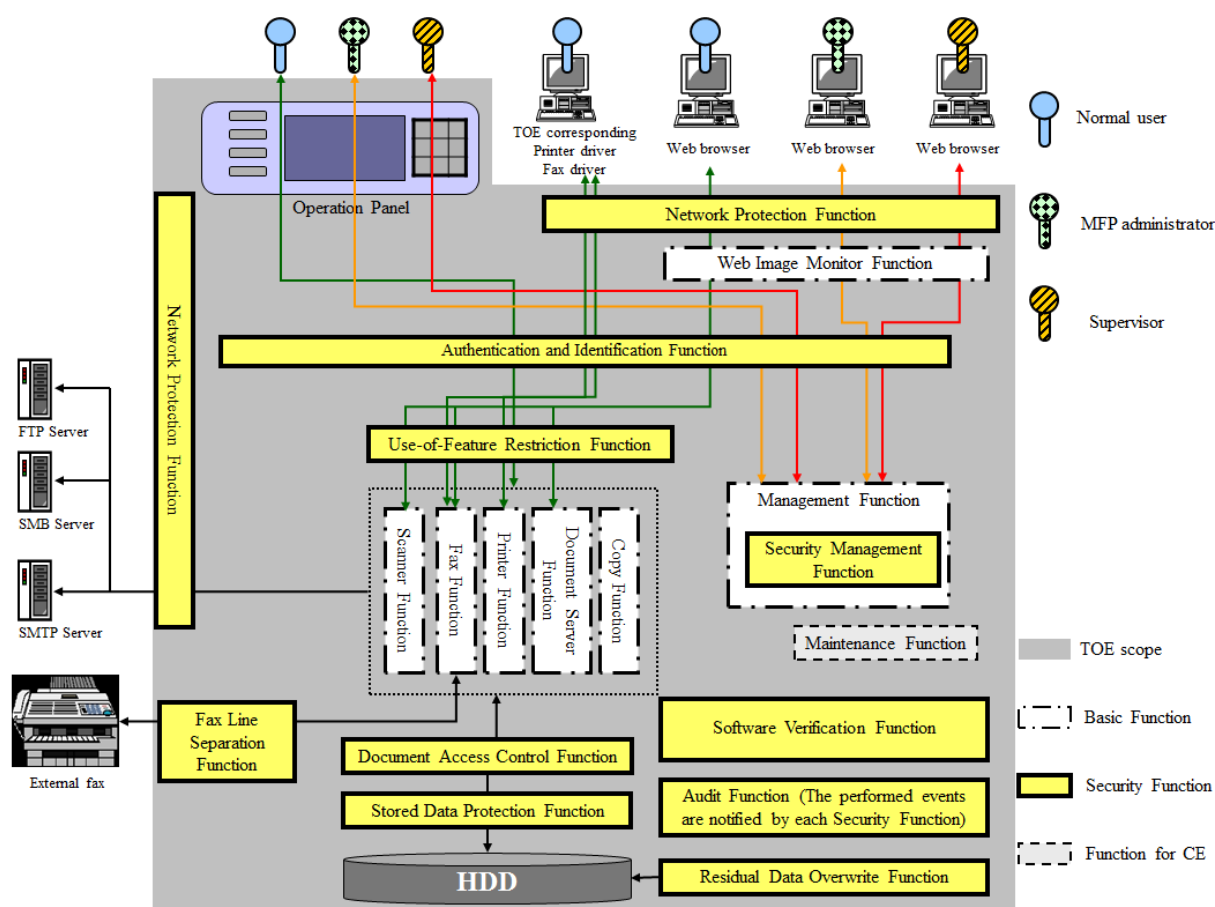 TOE corresponding
Printer driver
Fax driver
Web browser
Web browser
Web browser
Normal user
Operation Panel
Network Protection Function
MFP administrator
Web Image Monitor Function
Network Protection Function
Supervisor
Authentication and Identification Function
FTP Server
Use-of-Feature Restriction Function
SMB Server
Management Function
Security Management
Function
Scanner Function
Fax Function
Printer Function
Document Server
Function
Copy Function
SMTP Server
Maintenance Function
TOE scope
Fax Line
Separation
Function
Software Verification Function
Basic Function
External fax
Document Access Control Function
Stored Data Protection Function
Audit Function (The performed events
are notified by each Security Function)
Security Function
HDD
Residual Data Overwrite Function
Function for CE